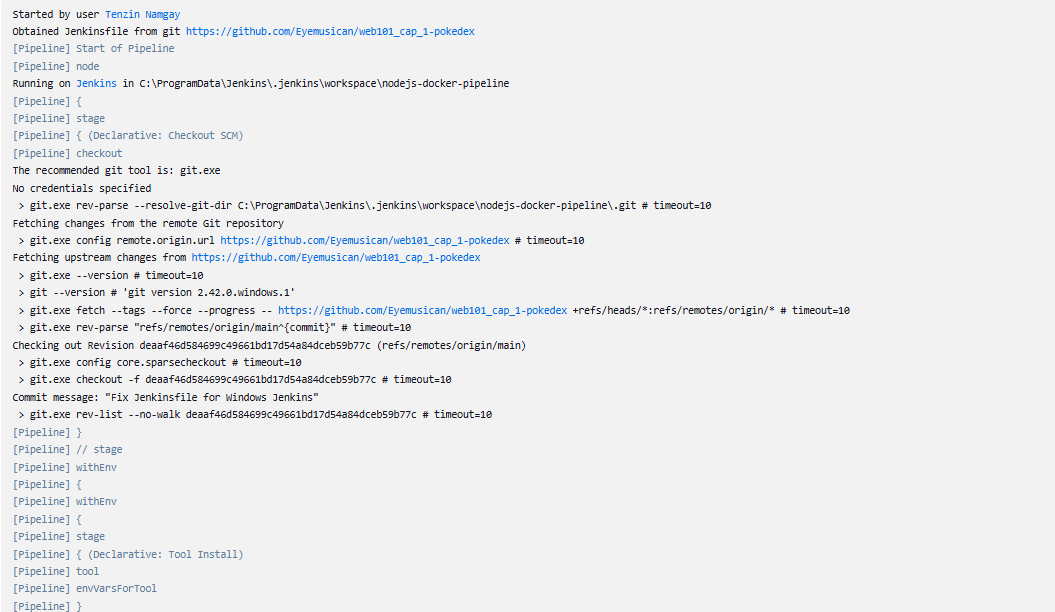 Started by user Tenzin Namgay
Obtained Jenkinsfile from git https://github.com/Eyemusican/web101_cap_1-pokedex
[Pipeline] Start of Pipeline
[Pipeline] node
Running on Jenkins in C:\ProgramData\Jenkins\.jenkins\workspace\nodejs-docker-pipeline
[Pipeline] {
[Pipeline] stage
[Pipeline] { (Declarative: Checkout SCM)
[Pipeline] checkout
The recommended git tool is: git.exe
No credentials specified
 > git.exe rev-parse --resolve-git-dir C:\ProgramData\Jenkins\.jenkins\workspace\nodejs-docker-pipeline\.git # timeout=10
Fetching changes from the remote Git repository
 > git.exe config remote.origin.url https://github.com/Eyemusican/web101_cap_1-pokedex # timeout=10
Fetching upstream changes from https://github.com/Eyemusican/web101_cap_1-pokedex
 > git.exe --version # timeout=10
 > git --version # 'git version 2.42.0.windows.1'
 > git.exe fetch --tags --force --progress -- https://github.com/Eyemusican/web101_cap_1-pokedex +refs/heads/*:refs/remotes/origin/* # timeout=10
 > git.exe rev-parse "refs/remotes/origin/main^{commit}" # timeout=10
Checking out Revision deaaf46d584699c49661bd17d54a84dceb59b77c (refs/remotes/origin/main)
 > git.exe config core.sparsecheckout # timeout=10
 > git.exe checkout -f deaaf46d584699c49661bd17d54a84dceb59b77c # timeout=10
Commit message: "Fix Jenkinsfile for Windows Jenkins"
 > git.exe rev-list --no-walk deaaf46d584699c49661bd17d54a84dceb59b77c # timeout=10
[Pipeline] }
[Pipeline] // stage
[Pipeline] withEnv
[Pipeline] {
[Pipeline] withEnv
[Pipeline] {
[Pipeline] stage
[Pipeline] { (Declarative: Tool Install)
[Pipeline] tool
[Pipeline] envVarsForTool
[Pipeline] }